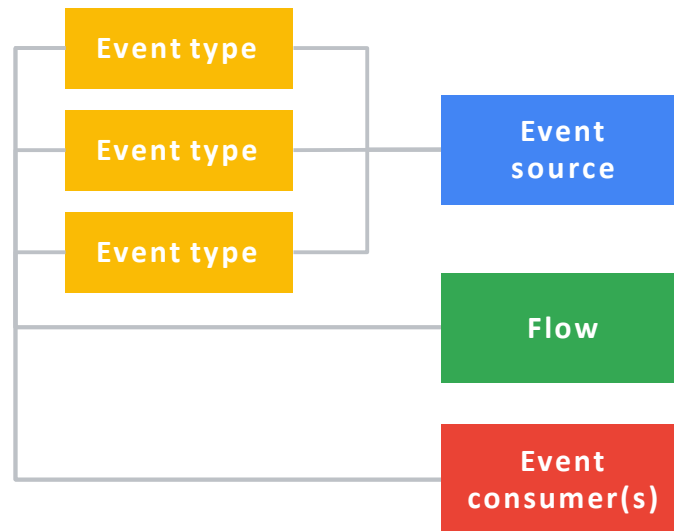 Event type
Event type
Event type
Event
source
Flow
Event
consumer(s)